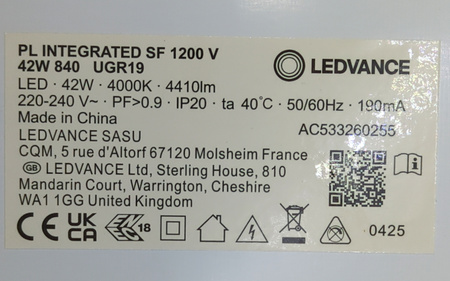 PL INTEGRATED SF 1200 V
42W 840 UGR19
LEDVANCE
LED · 42W · 4000K · 4410lm
220-240 V~ · PF>0.9 · IP20 · ta 40°C · 50/60Hz · 190mA
Made in China
AC533260255
LEDVANCE SASU
CQM, 5 rue d'Altorf 67120 Molsheim France
GB LEDVANCE Ltd, Sterling House, 810
Mandarin Court, Warrington, Cheshire
WA1 1GG United Kingdom
CE UK CA 18 0425